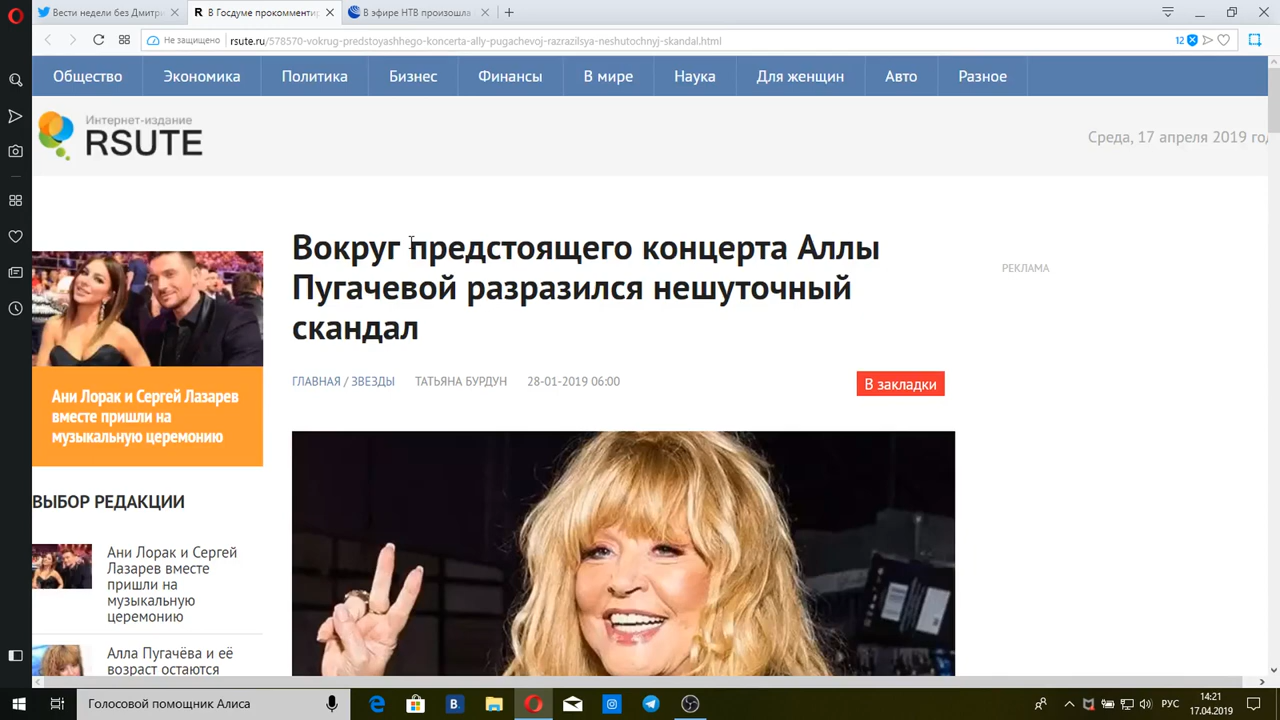 Вести недели без Дмитри
В Госдуме прокомментир
В эфире НТВ произошла
12
Не защищено
rsute.ru/578570-vokrug-predstoyashhego-koncerta-ally-pugachevoj-razrazilsya-neshutochnyj-skandal.html
Общество
Экономика
Политика
Бизнес
Финансы
В мире
Наука
Для женщин
Авто
Разное
Интернет-издание
RSUTE
Среда, 17 апреля 2019 го
Вокруг предстоящего концерта Аллы
Пугачевой разразился нешуточный
скандал
РЕКЛАМА
ГЛАВНАЯ / ЗВЕЗДЫ
ТАТЬЯНА БУРДУН
28-01-2019 06:00
В закладки
Ани Лорак и Сергей Лазарев
вместе пришли на
музыкальную церемонию
ВЫБОР РЕДАКЦИИ
Ани Лорак и Сергей
Лазарев вместе
пришли на
музыкальную
церемонию
Алла Пугачёва и её
возраст остаются
Голосовой помощник Алиса
РУС
14:21
17.04.2019